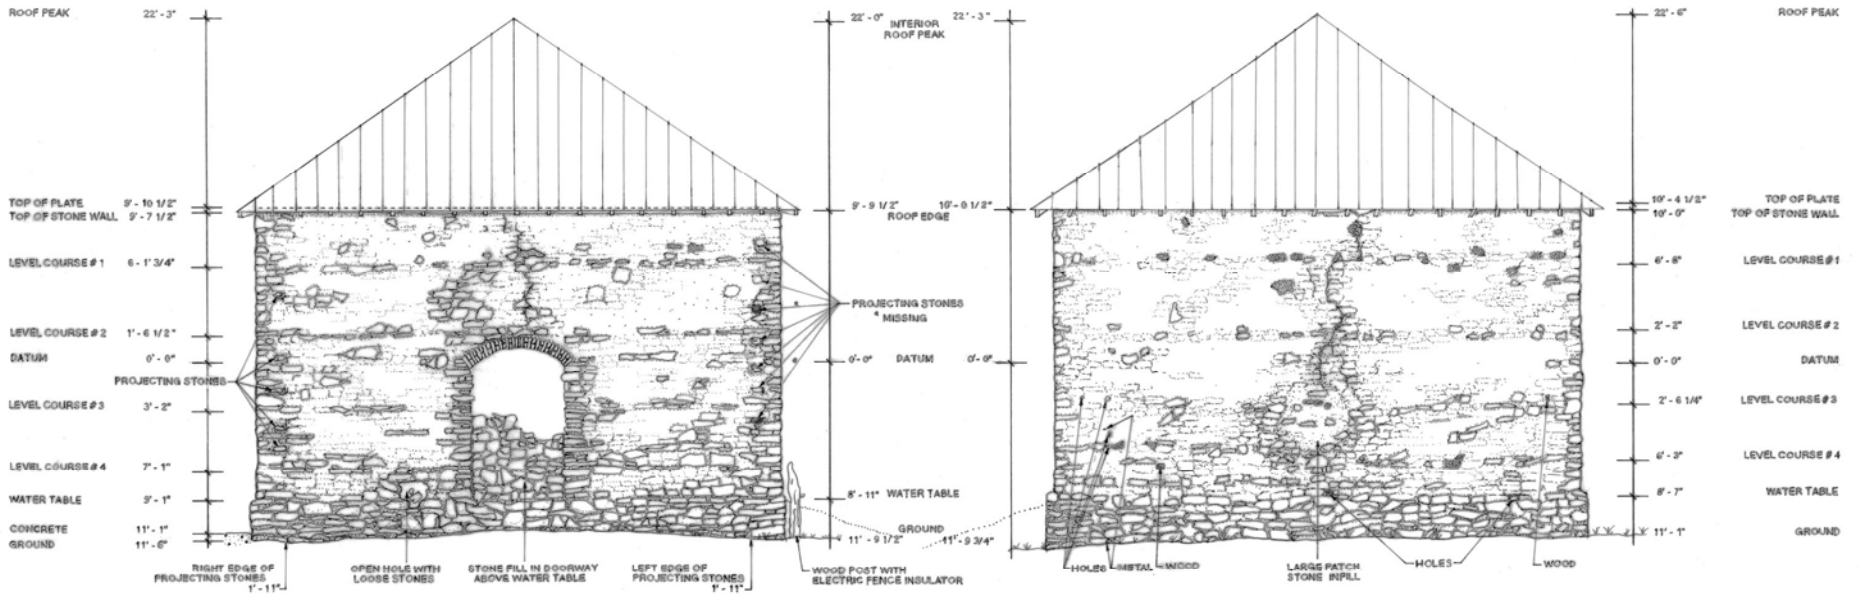 ROOF PEAK 22'-3"
TOP OF PLATE 9'-10 1/2"
TOP OF STONE WALL 9'-7 1/2"
LEVEL COURSE #1 6-1' 3/4"
LEVEL COURSE #2 1'-6 1/2"
DATUM 0'-0"
PROJECTING STONES
LEVEL COURSE #3 3'-2"
LEVEL COURSE #4 7'-1"
WATER TABLE 9'-1"
CONCRETE 11'-1"
GROUND 11'-6"
RIGHT EDGE OF
PROJECTING STONES
1'-11"
OPEN HOLE WITH
LOOSE STONES
STONE FILL IN DOORWAY
ABOVE WATER TABLE
LEFT EDGE OF
PROJECTING STONES
1'-11"
WOOD POST WITH
ELECTRIC FENCE INSULATOR
22'-0" INTERIOR 22'-3"
ROOF PEAK
9'-9 1/2" 10'-0 1/2"
ROOF EDGE
PROJECTING STONES
* MISSING
0'-0" DATUM 0'-0"
8'-11" WATER TABLE
GROUND
11'-9 1/2" 11'-9 3/4"
HOLES METAL WOOD
LARGE PATCH
STONE INFILL
HOLES
WOOD
22'-6" ROOF PEAK
10'-4 1/2" TOP OF PLATE
10'-0" TOP OF STONE WALL
6'-8" LEVEL COURSE #1
2'-2" LEVEL COURSE #2
0'-0" DATUM
2'-6 1/4" LEVEL COURSE #3
6'-3" LEVEL COURSE #4
8'-7" WATER TABLE
11'-1" GROUND